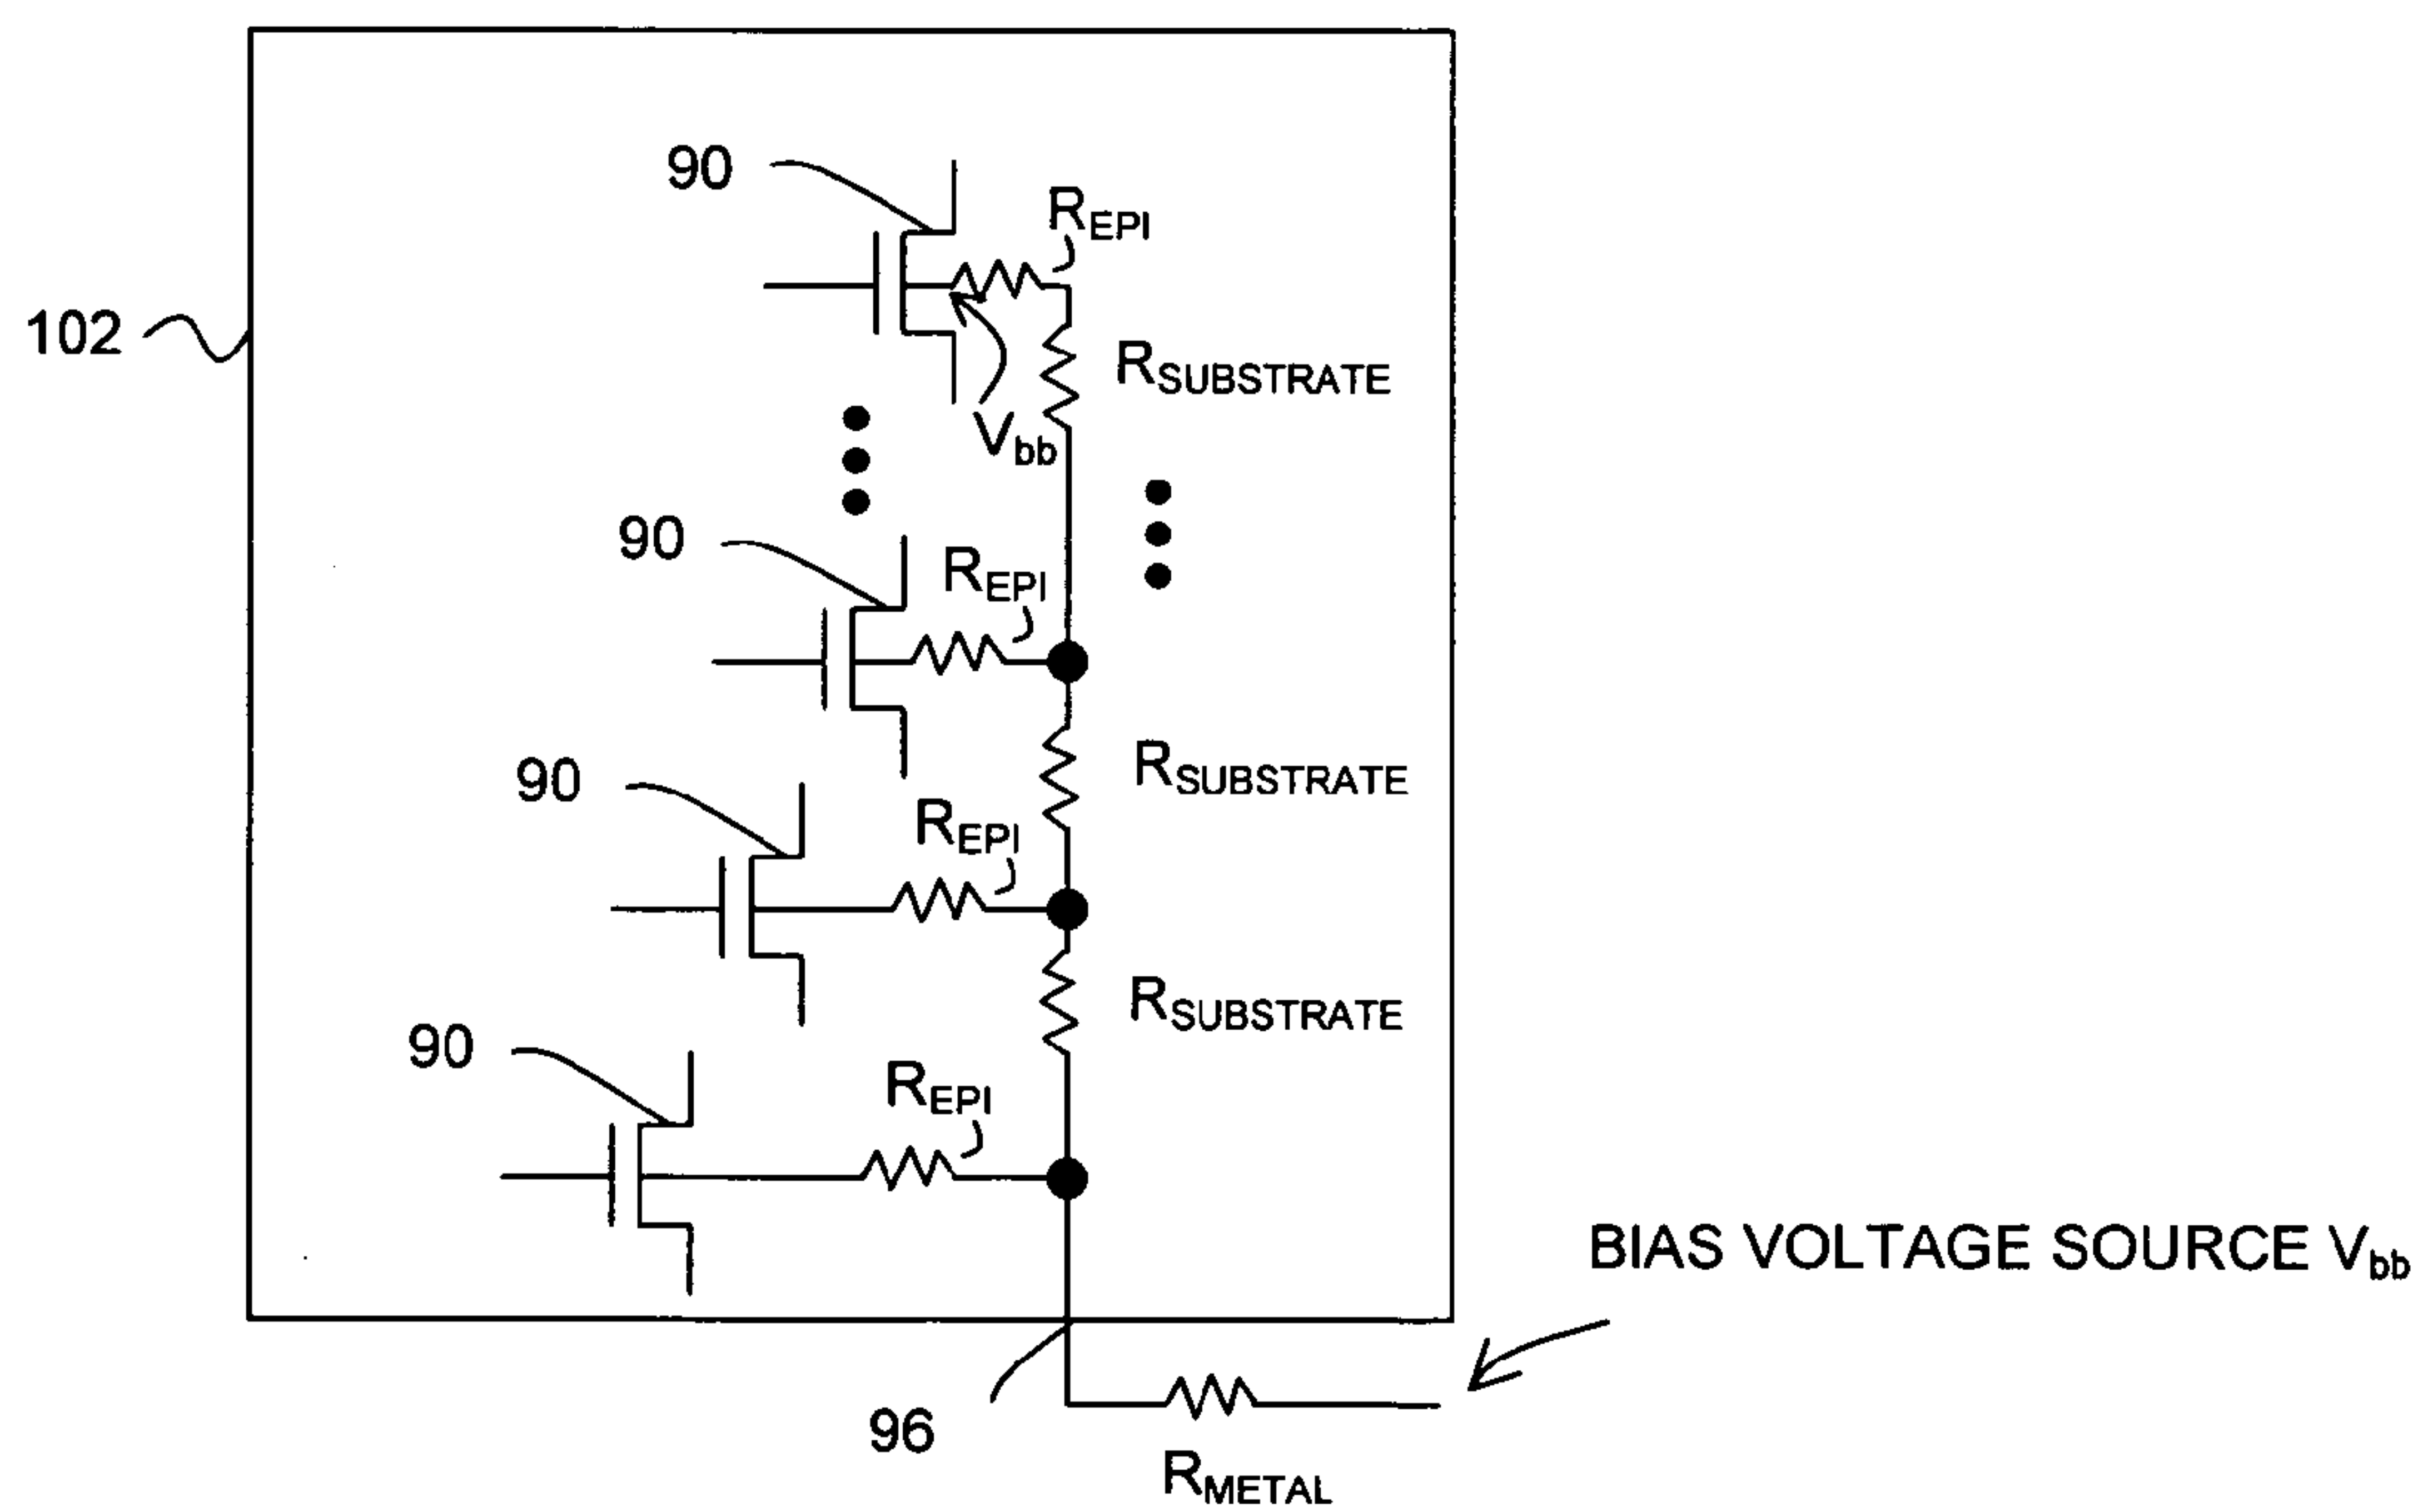 90
R_EPI
102
R_SUBSTRATE
V_bb
90
R_EPI
R_SUBSTRATE
90
R_EPI
R_SUBSTRATE
90
R_EPI
BIAS VOLTAGE SOURCE V_bb
96
R_METAL